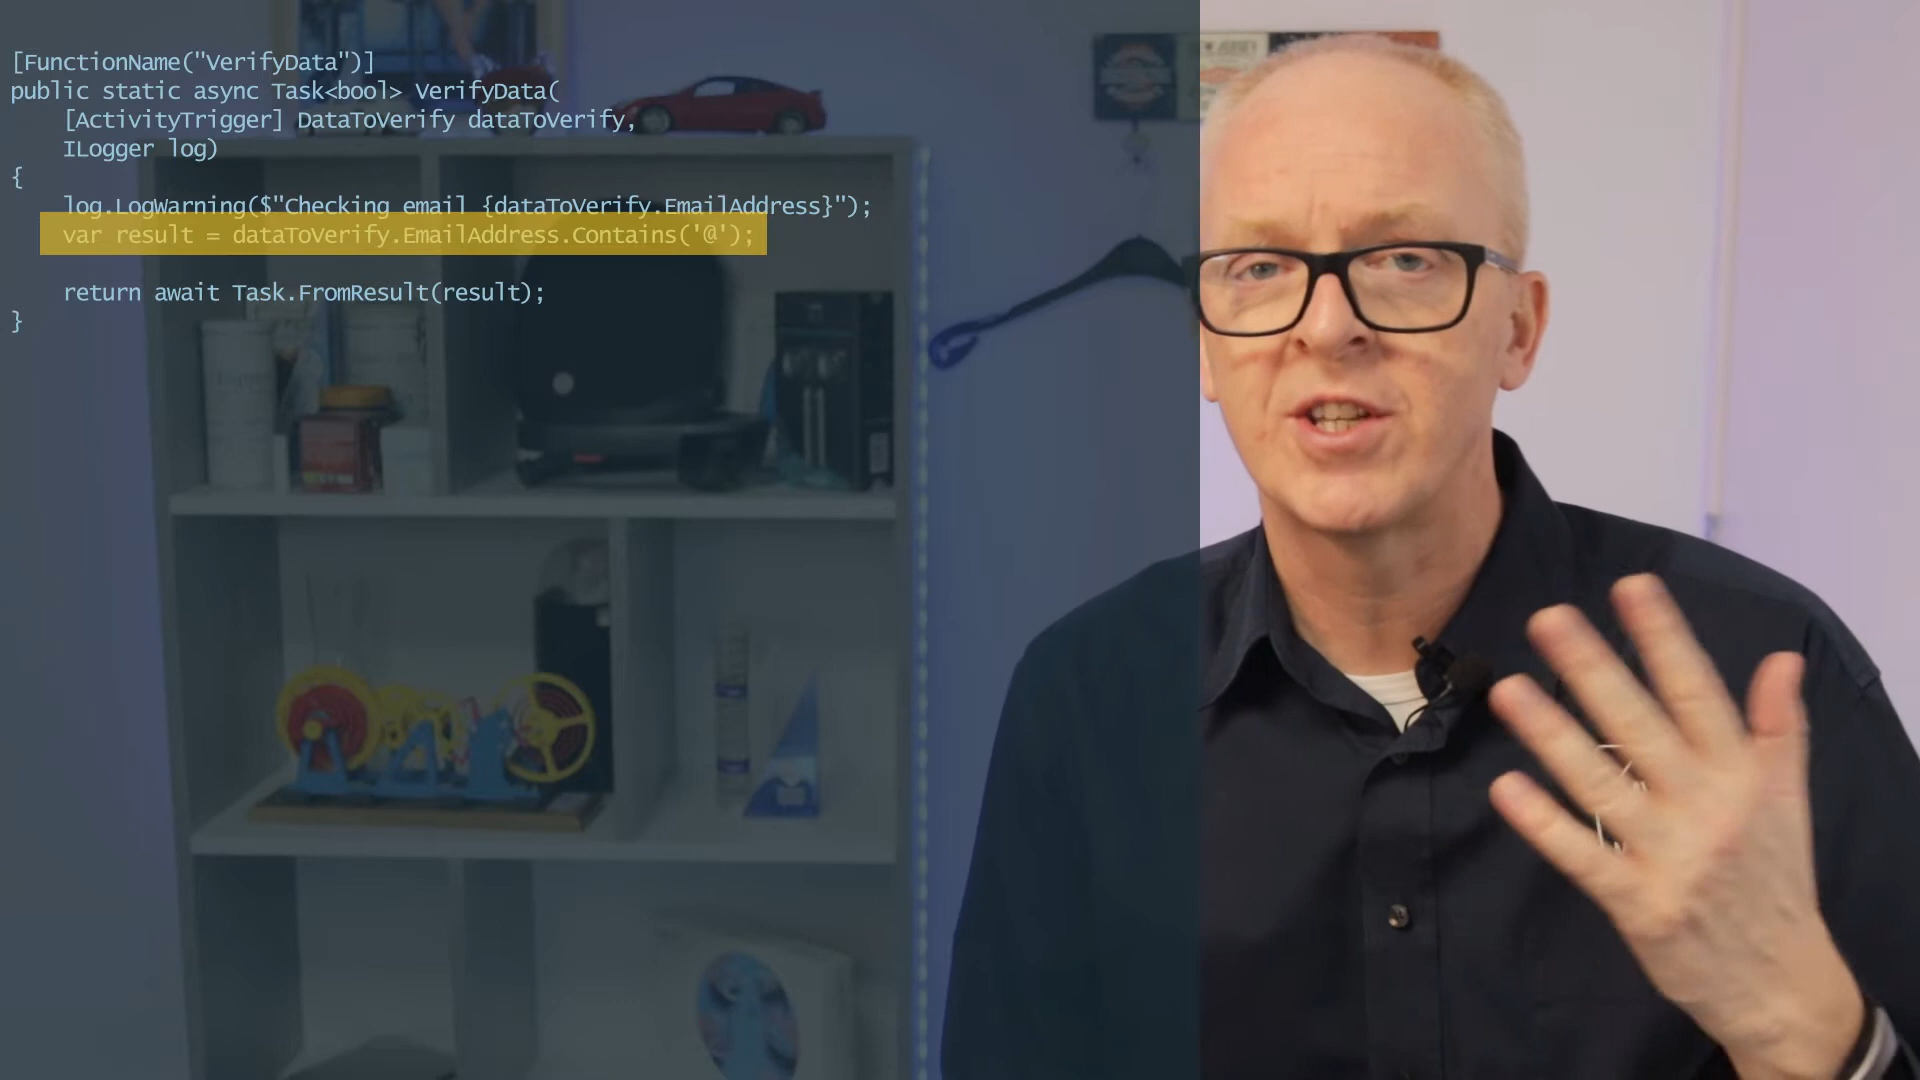 [FunctionName("VerifyData")]
public static async Task<bool> VerifyData(
    [ActivityTrigger] DataToVerify dataToVerify,
    ILogger log)
{
    log.LogWarning($"Checking email {dataToVerify.EmailAddress}");
    var result = dataToVerify.EmailAddress.Contains('@');

    return await Task.FromResult(result);
}